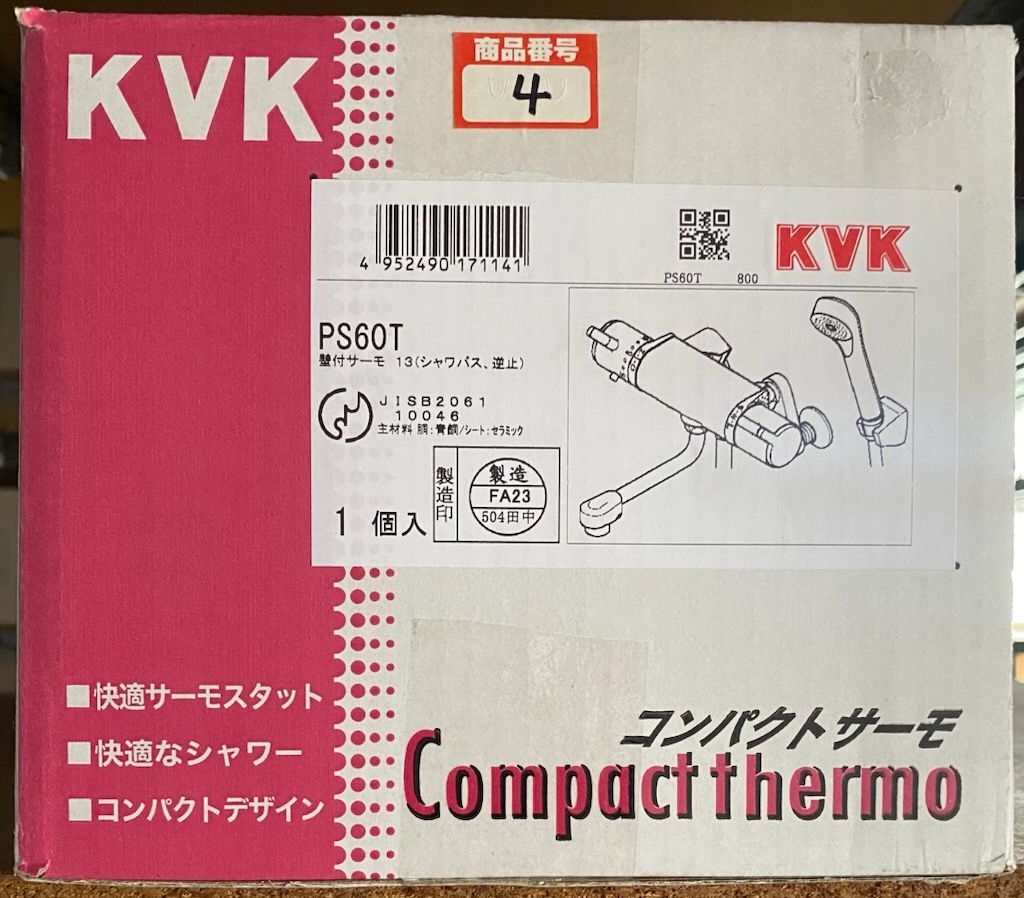 KVK
商品番号
4
4 952490 171141
PS60T 800
KVK
PS60T
壁付サーモ 13(シャワバス、逆止)
JISB2061
10046
主材料 胴:青銅/シート:セラミック
1 個入
製造印
製造
FA23
504田中
■快適サーモスタット
■快適なシャワー
■コンパクトデザイン
コンパクトサーモ
Compactthermo